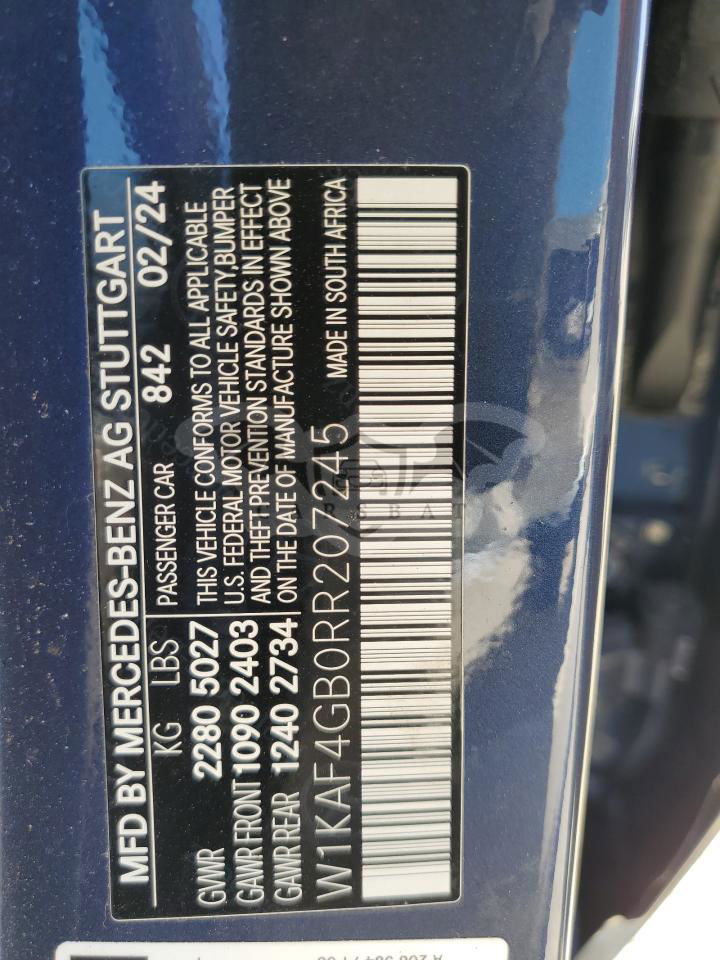 MFD BY MERCEDES-BENZ AG STUTTGART
KG LBS PASSENGER CAR 842 02/24
GVWR 2280 5027 THIS VEHICLE CONFORMS TO ALL APPLICABLE
GAWR FRONT 1090 2403 U.S. FEDERAL MOTOR VEHICLE SAFETY,BUMPER
GAWR REAR 1240 2734 AND THEFT PREVENTION STANDARDS IN EFFECT
ON THE DATE OF MANUFACTURE SHOWN ABOVE
W1KAF4GB0RR207245 MADE IN SOUTH AFRICA
CARSBAT